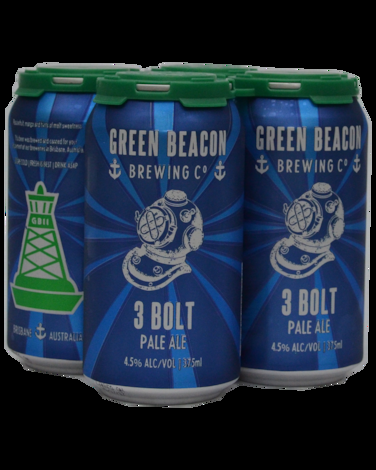 GREEN BEACON
BREWING Cº
3 BOLT
PALE ALE
4.5% ALC/VOL | 375ml
GREEN BEACON
BREWING Cº
3 BOLT
PALE ALE
4.5% ALC/VOL | 375ml
GB11
BRISBANE AUSTRALIA